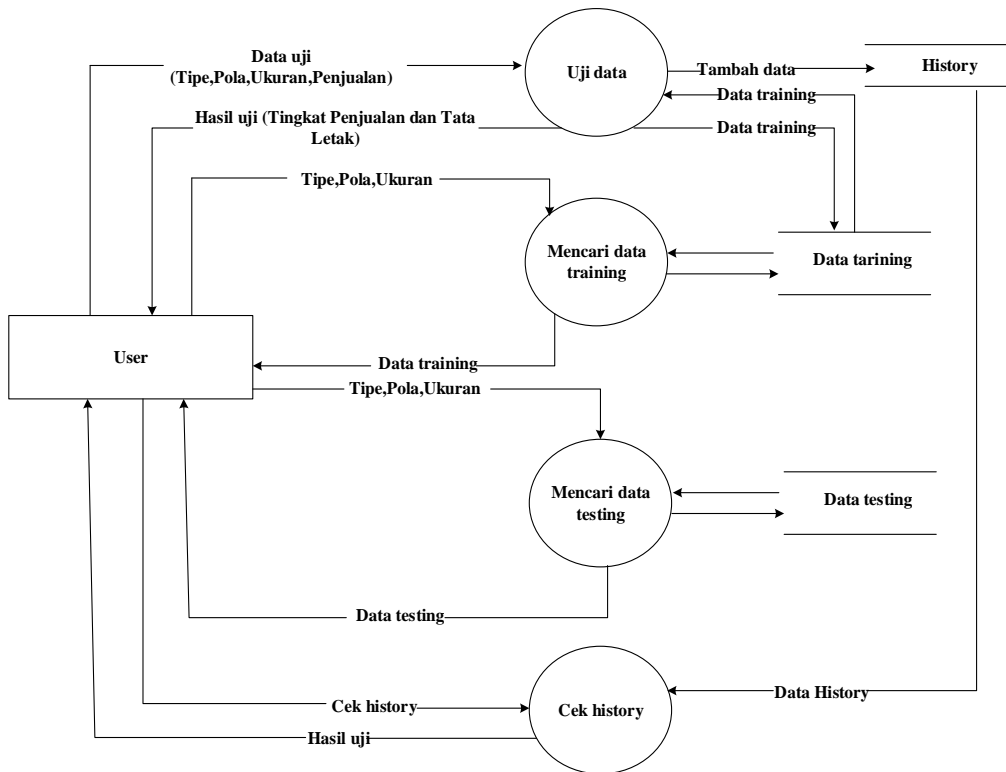 Data uji
(Tipe,Pola,Ukuran,Penjualan)
Uji data
Tambah data
History
Data training
Hasil uji (Tingkat Penjualan dan Tata
Letak)
Data training
Tipe,Pola,Ukuran
Mencari data
training
Data tarining
User
Data training
Tipe,Pola,Ukuran
Mencari data
testing
Data testing
Data testing
Cek history
Cek history
Data History
Hasil uji